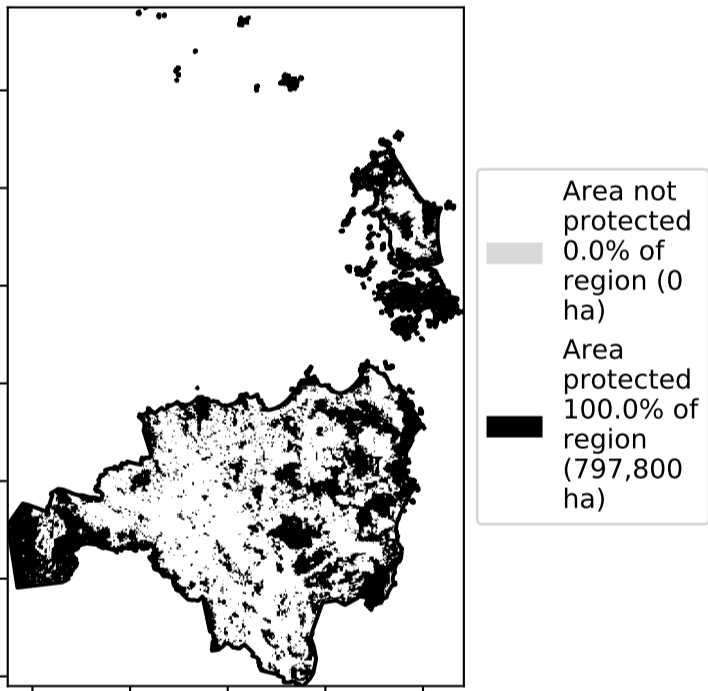 Area not
protected
0.0% of
region (0
ha)
Area
protected
100.0% of
region
(797,800
ha)